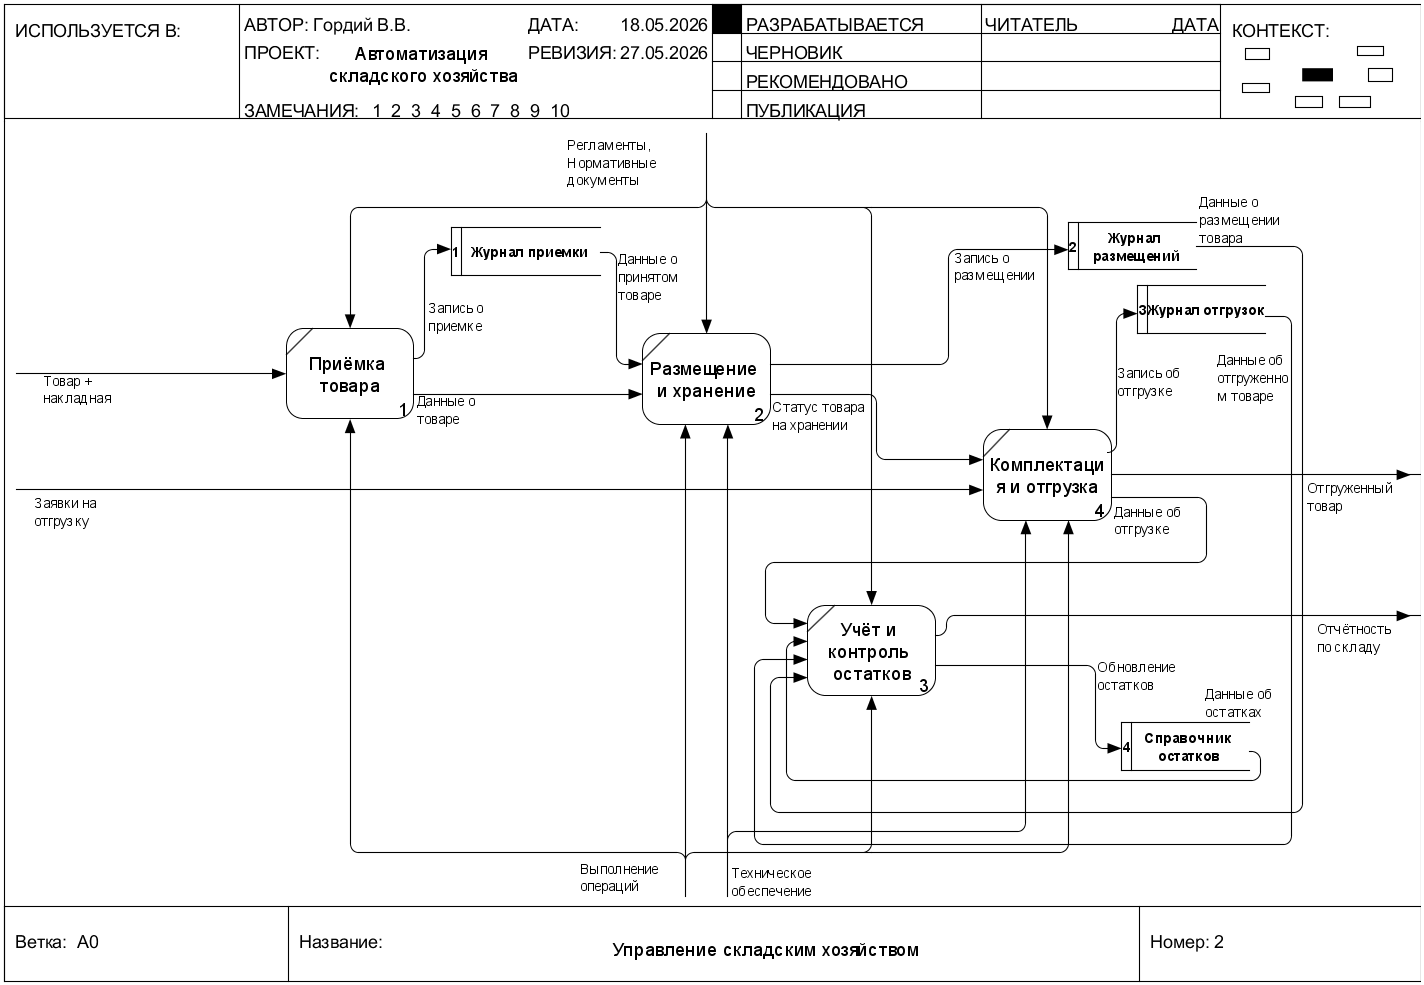 ИСПОЛЬЗУЕТСЯ В:
АВТОР: Гордий В.В.
ДАТА: 18.05.2026
ПРОЕКТ: Автоматизация
складского хозяйства
РЕВИЗИЯ: 27.05.2026
ЗАМЕЧАНИЯ: 1 2 3 4 5 6 7 8 9 10
РАЗРАБАТЫВАЕТСЯ
ЧЕРНОВИК
РЕКОМЕНДОВАНО
ПУБЛИКАЦИЯ
ЧИТАТЕЛЬ ДАТА
КОНТЕКСТ:
Регламенты,
Нормативные
документы
Данные о
размещении
товара
1 Журнал приемки
Данные о
принятом
товаре
Запись о
размещении
2 Журнал
размещений
Запись о
приемке
3 Журнал отгрузок
Приёмка
товара
1
Размещение
и хранение
2
Товар +
накладная
Данные о
товаре
Статус товара
на хранении
Запись об
отгрузке
Данные об
отгруженно
м товаре
Комплектаци
я и отгрузка
4
Заявки на
отгрузку
Отгруженный
товар
Данные об
отгрузке
Учёт и
контроль
остатков
3
Отчётность
по складу
Обновление
остатков
Данные об
остатках
4 Справочник
остатков
Выполнение
операций
Техническое
обеспечение
Ветка: A0
Название:
Управление складским хозяйством
Номер: 2